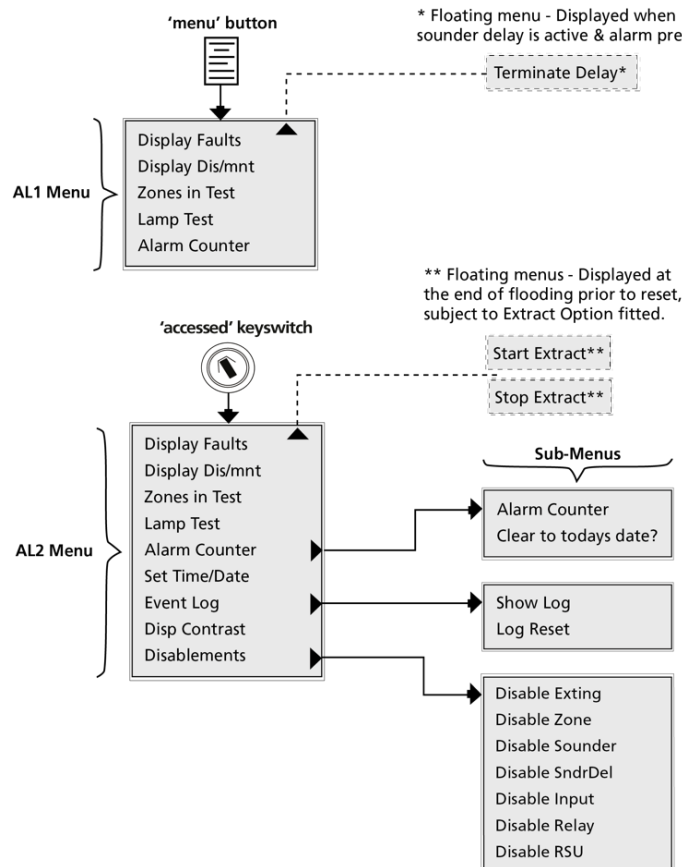 'menu' button
* Floating menu - Displayed when
sounder delay is active & alarm pre
Terminate Delay*
AL1 Menu
Display Faults
Display Dis/mnt
Zones in Test
Lamp Test
Alarm Counter
** Floating menus - Displayed at
the end of flooding prior to reset,
subject to Extract Option fitted.
'accessed' keyswitch
Start Extract**
Stop Extract**
AL2 Menu
Display Faults
Display Dis/mnt
Zones in Test
Lamp Test
Alarm Counter
Set Time/Date
Event Log
Disp Contrast
Disablements
Sub-Menus
Alarm Counter
Clear to todays date?
Show Log
Log Reset
Disable Exting
Disable Zone
Disable Sounder
Disable SndrDel
Disable Input
Disable Relay
Disable RSU